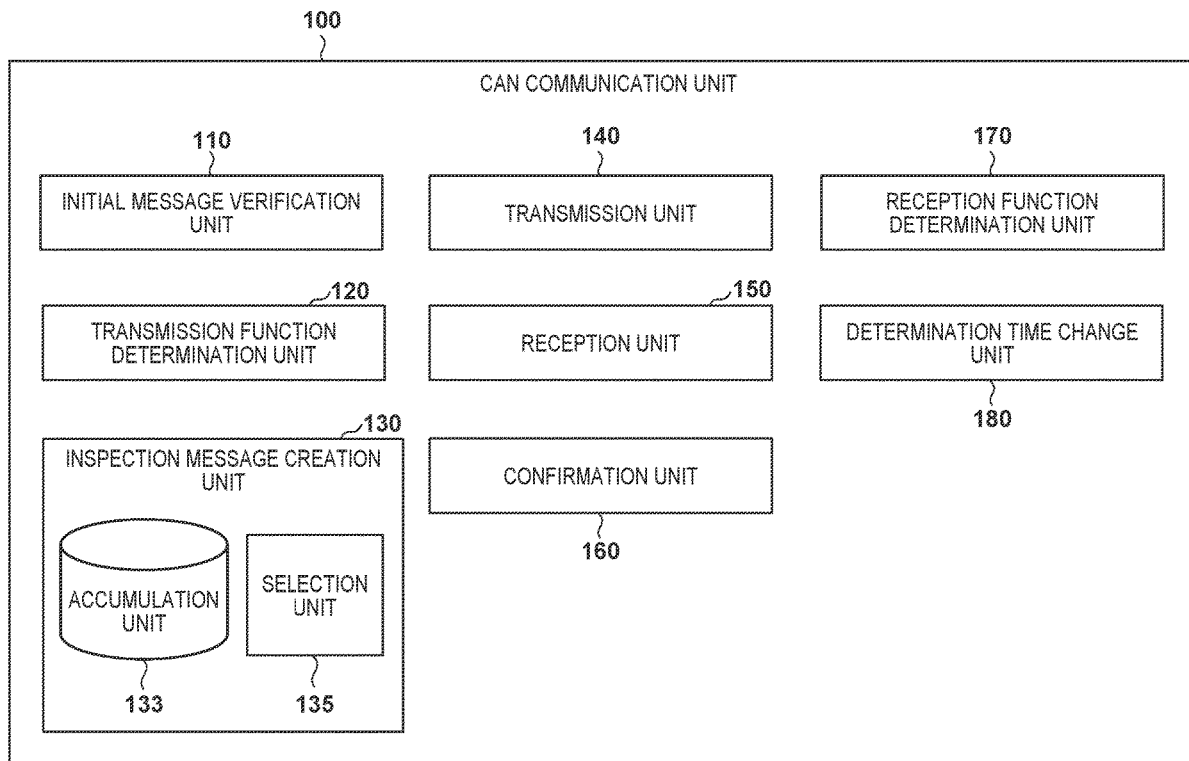 100
CAN COMMUNICATION UNIT
110
INITIAL MESSAGE VERIFICATION
UNIT
140
TRANSMISSION UNIT
170
RECEPTION FUNCTION
DETERMINATION UNIT
120
TRANSMISSION FUNCTION
DETERMINATION UNIT
150
RECEPTION UNIT
DETERMINATION TIME CHANGE
UNIT
180
130
INSPECTION MESSAGE CREATION
UNIT
ACCUMULATION
UNIT
133
SELECTION
UNIT
135
CONFIRMATION UNIT
160